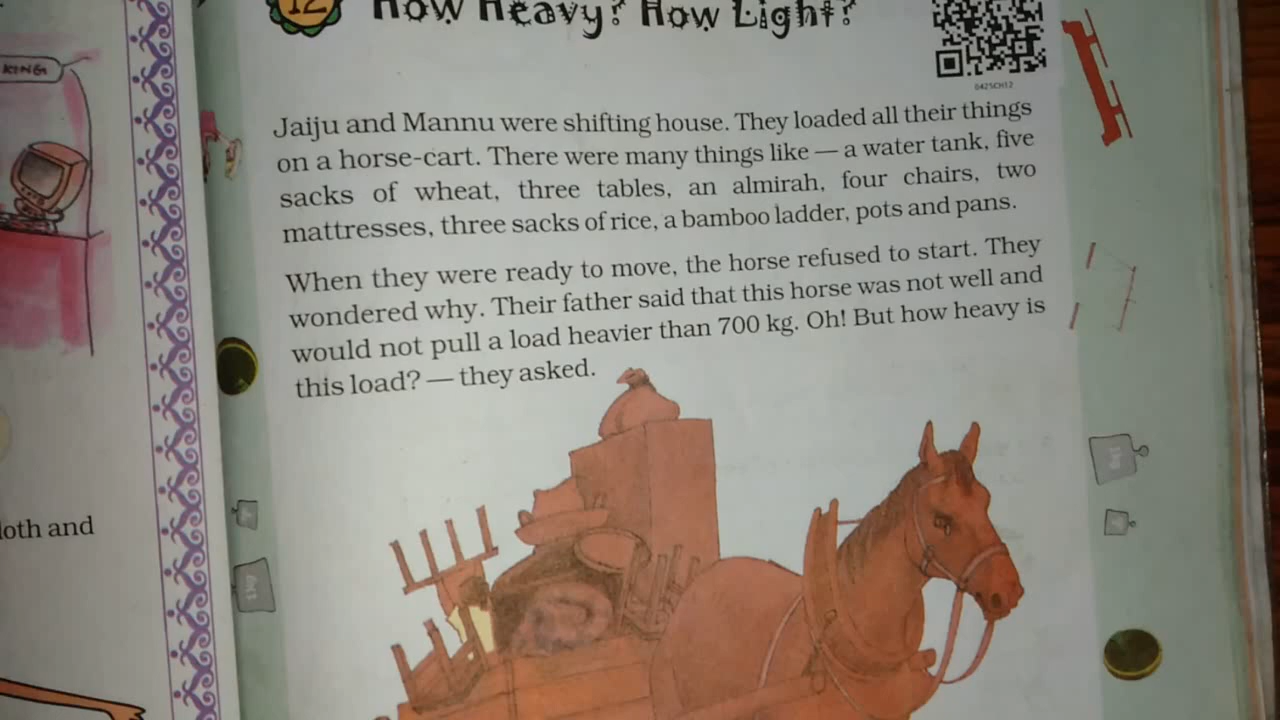 KING
loth and
12 How Heavy? How Light?
0425CH12
Jaiju and Mannu were shifting house. They loaded all their things
on a horse-cart. There were many things like — a water tank, five
sacks of wheat, three tables, an almirah, four chairs, two
mattresses, three sacks of rice, a bamboo ladder, pots and pans.
When they were ready to move, the horse refused to start. They
wondered why. Their father said that this horse was not well and
would not pull a load heavier than 700 kg. Oh! But how heavy is
this load? — they asked.